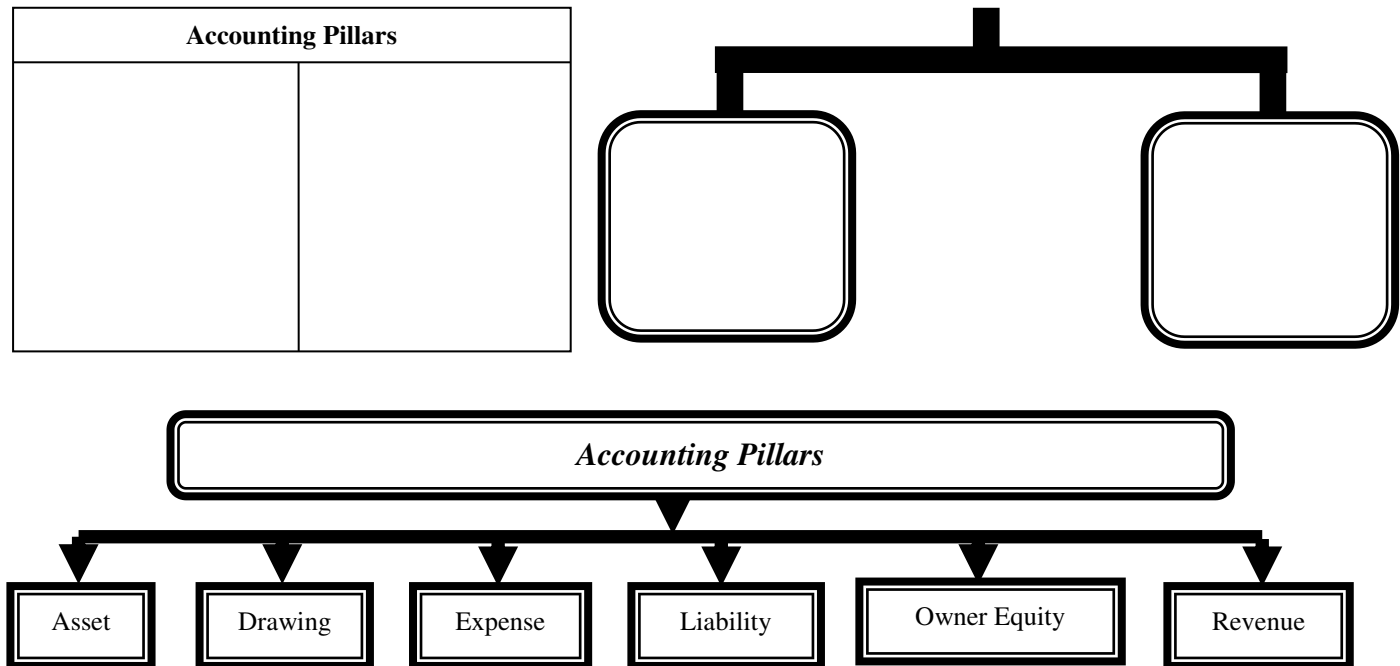 Accounting Pillars
Accounting Pillars
Asset
Drawing
Expense
Liability
Owner Equity
Revenue